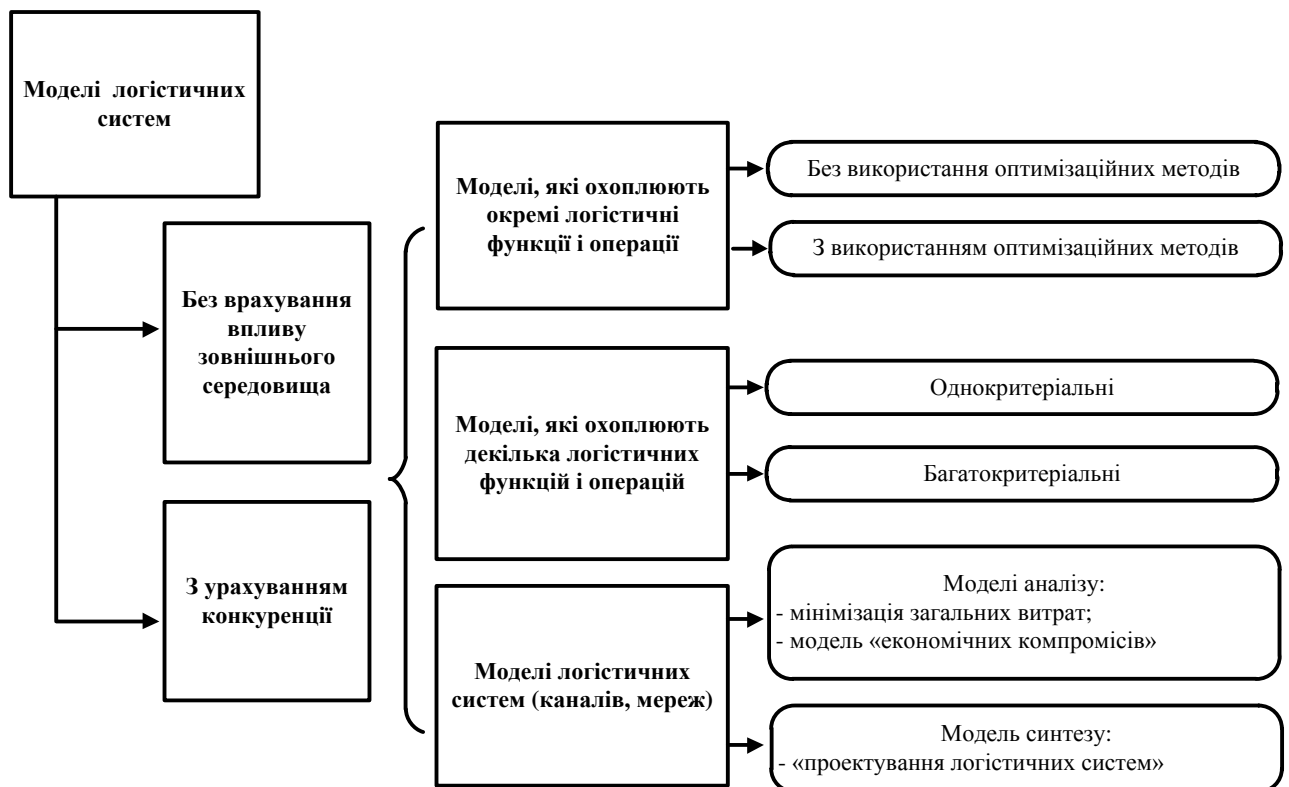 Моделі логістичних
систем
Без врахування
впливу
зовнішнього
середовища
З урахуванням
конкуренції
Моделі, які охоплюють
окремі логістичні
функції і операції
Без використання оптимізаційних методів
З використанням оптимізаційних методів
Моделі, які охоплюють
декілька логістичних
функцій і операцій
Однокритеріальні
Багатокритеріальні
Моделі логістичних
систем (каналів, мереж)
Моделі аналізу:
- мінімізація загальних витрат;
- модель «економічних компромісів»
Модель синтезу:
- «проектування логістичних систем»